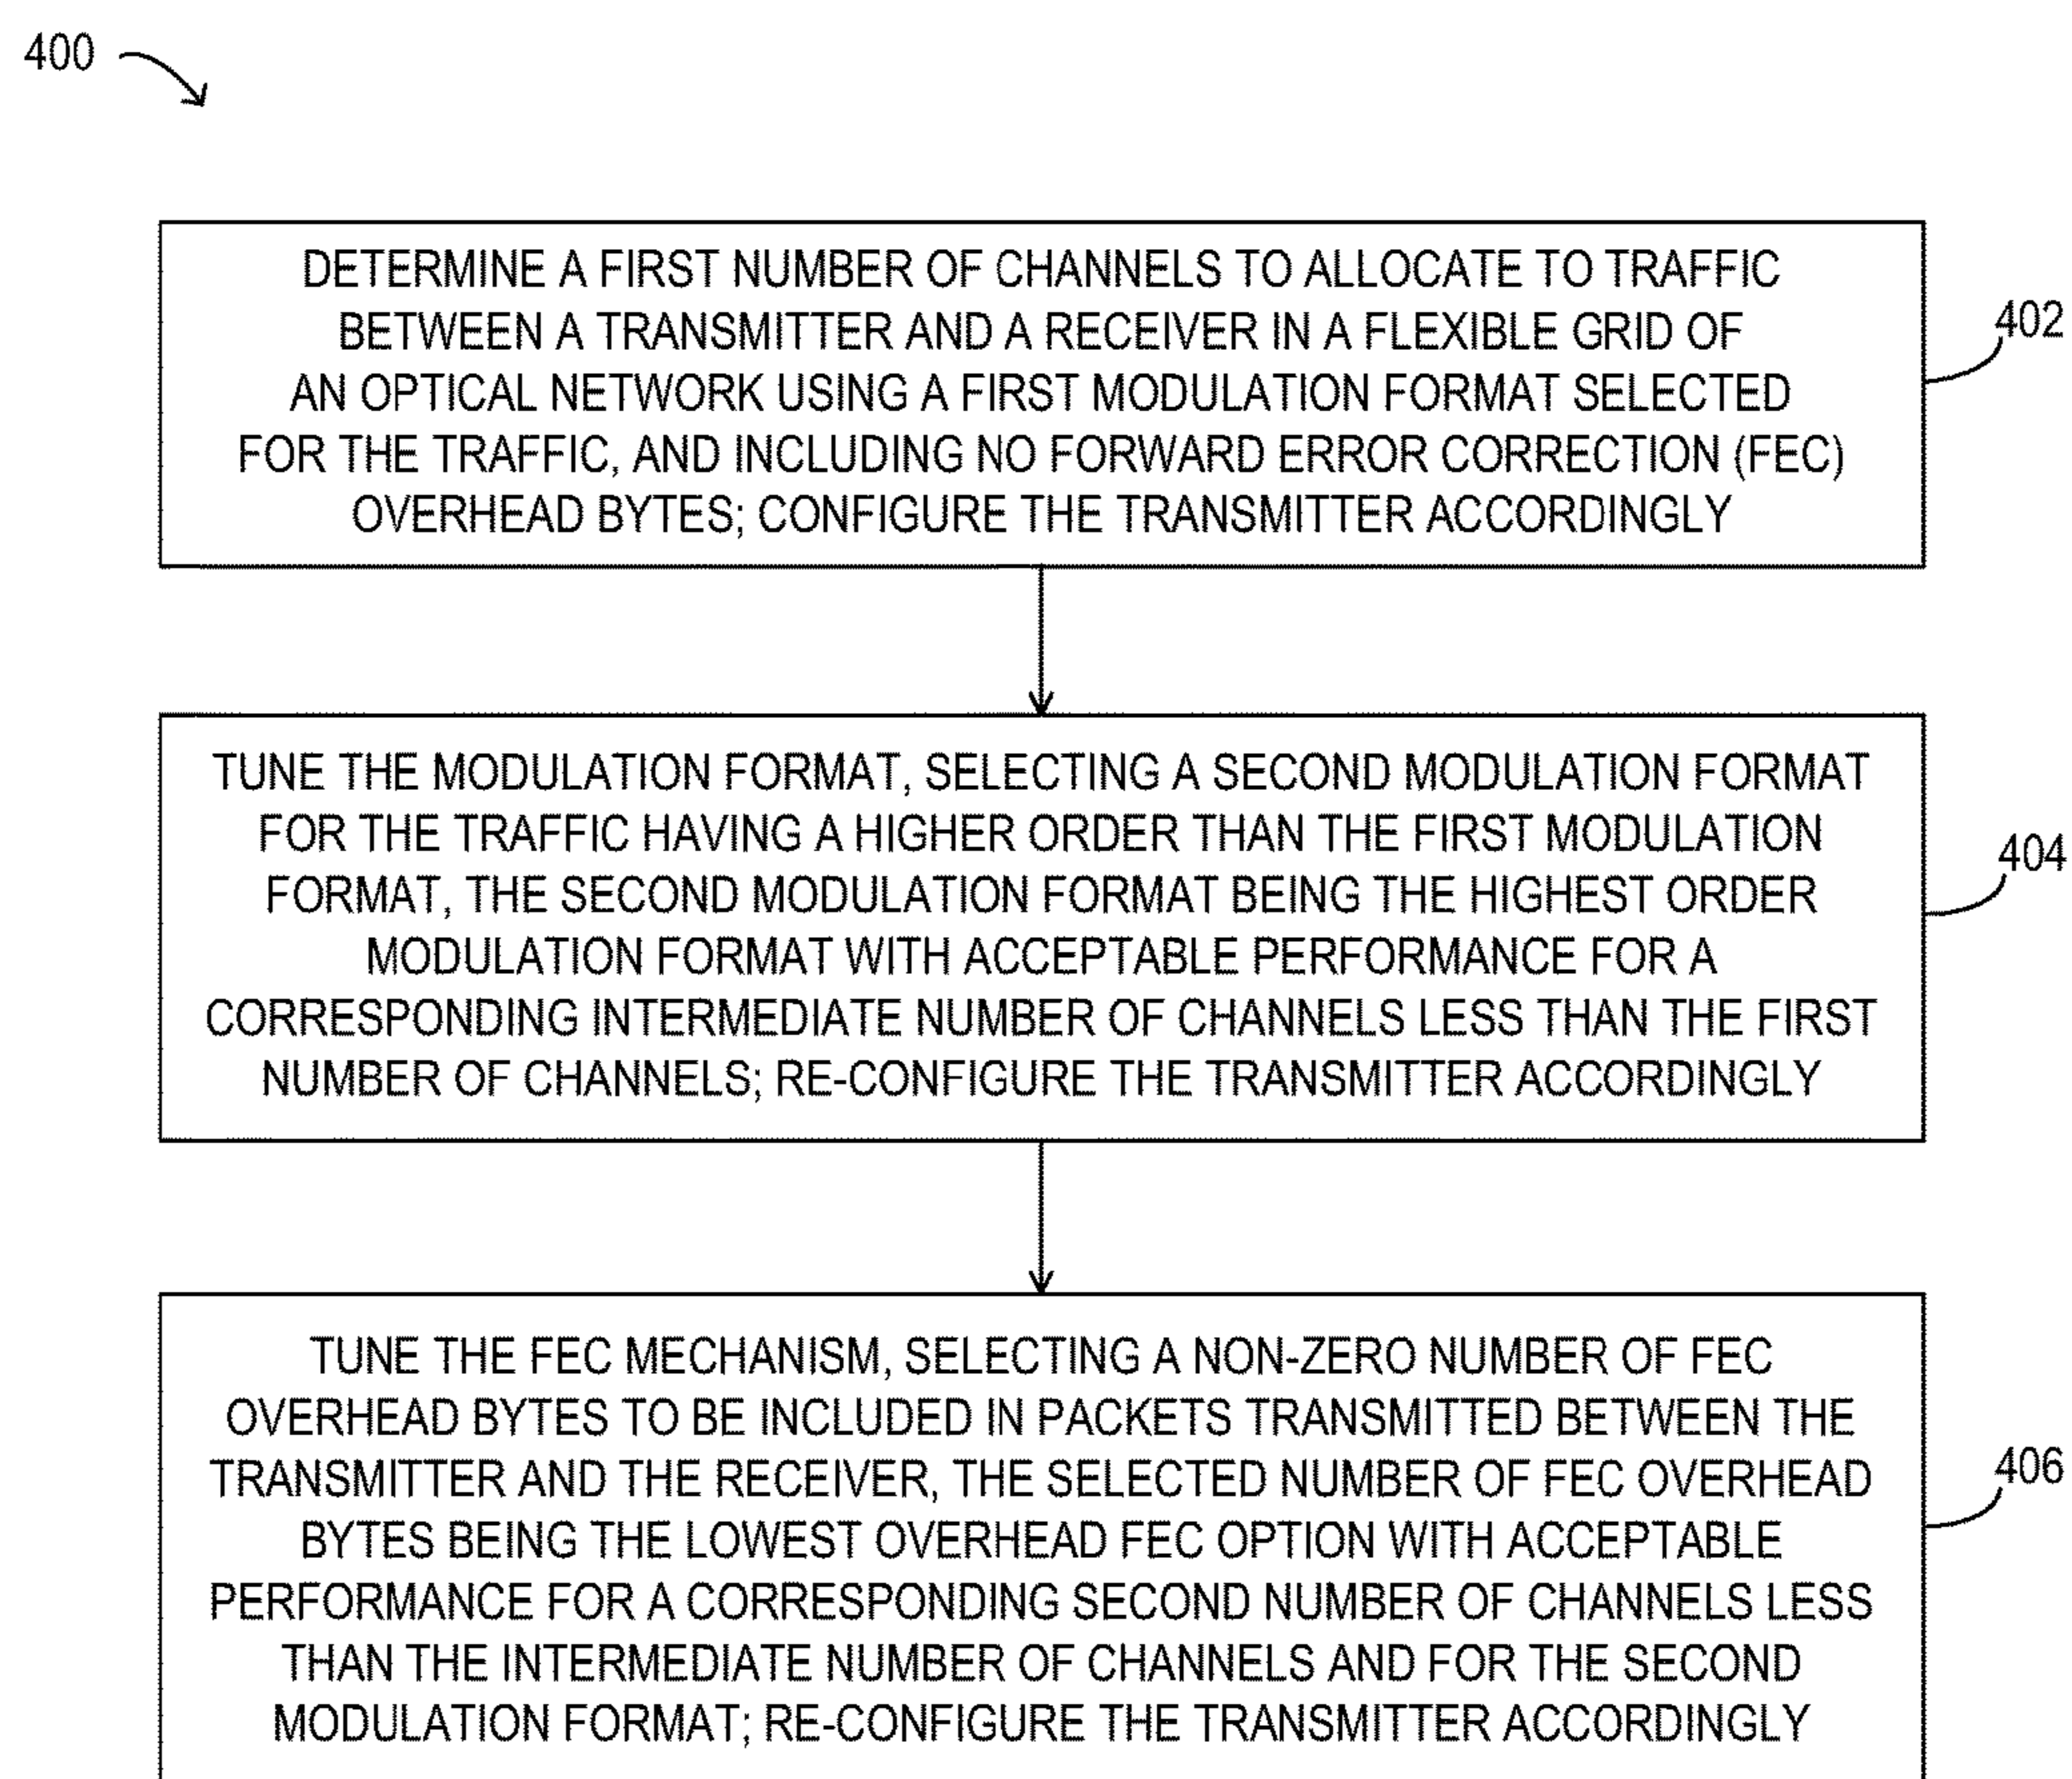 400
DETERMINE A FIRST NUMBER OF CHANNELS TO ALLOCATE TO TRAFFIC
BETWEEN A TRANSMITTER AND A RECEIVER IN A FLEXIBLE GRID OF
AN OPTICAL NETWORK USING A FIRST MODULATION FORMAT SELECTED
FOR THE TRAFFIC, AND INCLUDING NO FORWARD ERROR CORRECTION (FEC)
OVERHEAD BYTES; CONFIGURE THE TRANSMITTER ACCORDINGLY
402
TUNE THE MODULATION FORMAT, SELECTING A SECOND MODULATION FORMAT
FOR THE TRAFFIC HAVING A HIGHER ORDER THAN THE FIRST MODULATION
FORMAT, THE SECOND MODULATION FORMAT BEING THE HIGHEST ORDER
MODULATION FORMAT WITH ACCEPTABLE PERFORMANCE FOR A
CORRESPONDING INTERMEDIATE NUMBER OF CHANNELS LESS THAN THE FIRST
NUMBER OF CHANNELS; RE-CONFIGURE THE TRANSMITTER ACCORDINGLY
404
TUNE THE FEC MECHANISM, SELECTING A NON-ZERO NUMBER OF FEC
OVERHEAD BYTES TO BE INCLUDED IN PACKETS TRANSMITTED BETWEEN THE
TRANSMITTER AND THE RECEIVER, THE SELECTED NUMBER OF FEC OVERHEAD
BYTES BEING THE LOWEST OVERHEAD FEC OPTION WITH ACCEPTABLE
PERFORMANCE FOR A CORRESPONDING SECOND NUMBER OF CHANNELS LESS
THAN THE INTERMEDIATE NUMBER OF CHANNELS AND FOR THE SECOND
MODULATION FORMAT; RE-CONFIGURE THE TRANSMITTER ACCORDINGLY
406